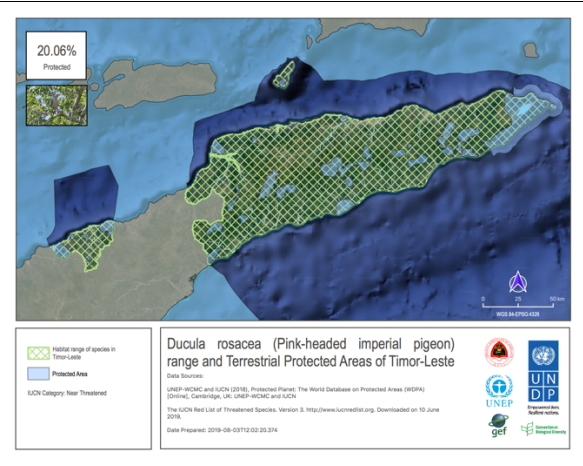 20.06%
Protected
0 25 50 km
WGS 84-EPSG:4326
Habitat range of species in
Timor-Leste
Protected Area
IUCN Category: Near Threatened
Ducula rosacea (Pink-headed imperial pigeon)
range and Terrestrial Protected Areas of Timor-Leste
Data Sources:
UNEP-WCMC and IUCN (2018), Protected Planet: The World Database on Protected Areas (WDPA)
[Online], Cambridge, UK: UNEP-WCMC and IUCN
The IUCN Red List of Threatened Species. Version 3. http://www.iucnredlist.org. Downloaded on 10 June
2019.
Date Prepared: 2019-08-03T12:02:20.374
UNEP
gef
U N
D P
Empowered lives.
Resilient nations.
Convention on
Biological Diversity